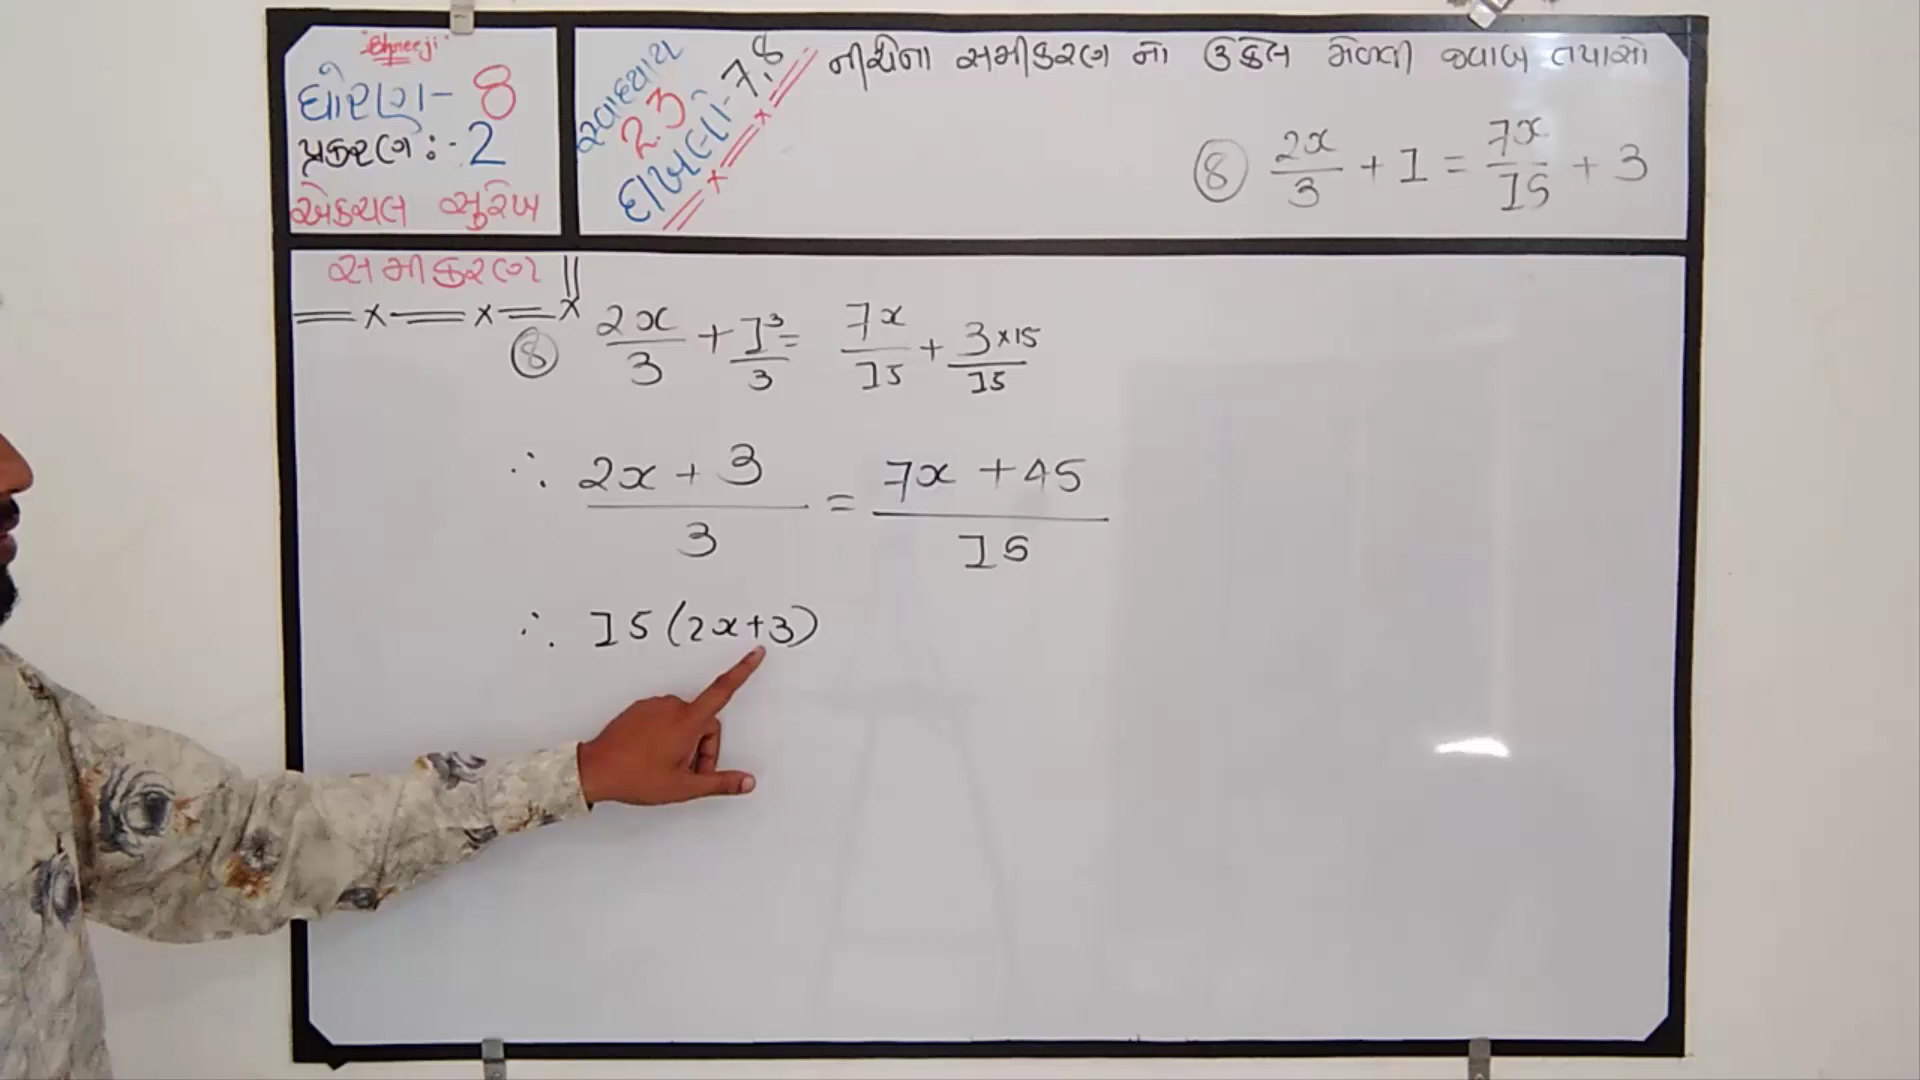 "Bhneeji"
ધોરણ- 8
પ્રકરણ:-2
એકચલ સુરેખ
સમીકરણ
સ્વાધ્યાય
2.3
દાખલો-7,8
નીચેના સમીકરણ નો ઉકેલ મેળવી જવાબ તપાસો
⑧ 2x/3 + 1 = 7x/15 + 3
⑧ 2x/3 + 1³/3 = 7x/15 + 3×15/15
∴ 2x + 3/3 = 7x + 45/15
∴ 15(2x+3)